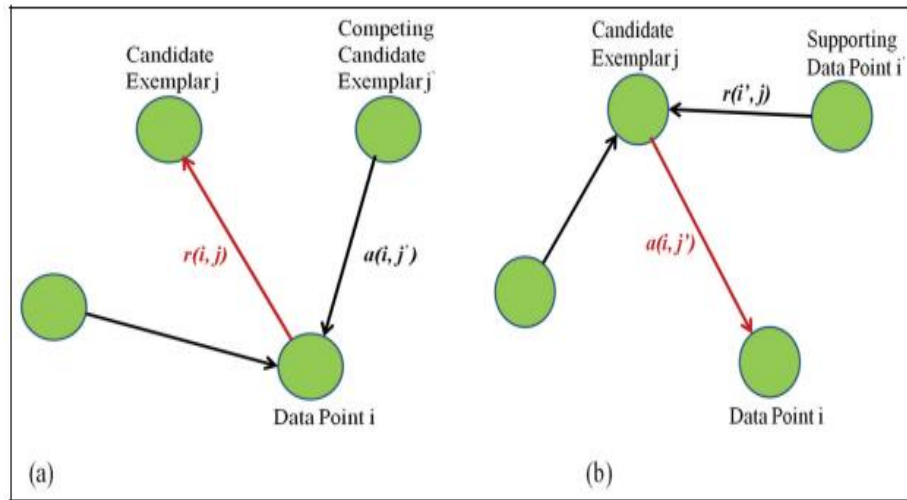 Candidate
Exemplar j
Competing
Candidate
Exemplar j'
r(i, j)
a(i, j')
Data Point i
(a)
Candidate
Exemplar j
Supporting
Data Point i'
r(i', j)
a(i, j')
Data Point i
(b)